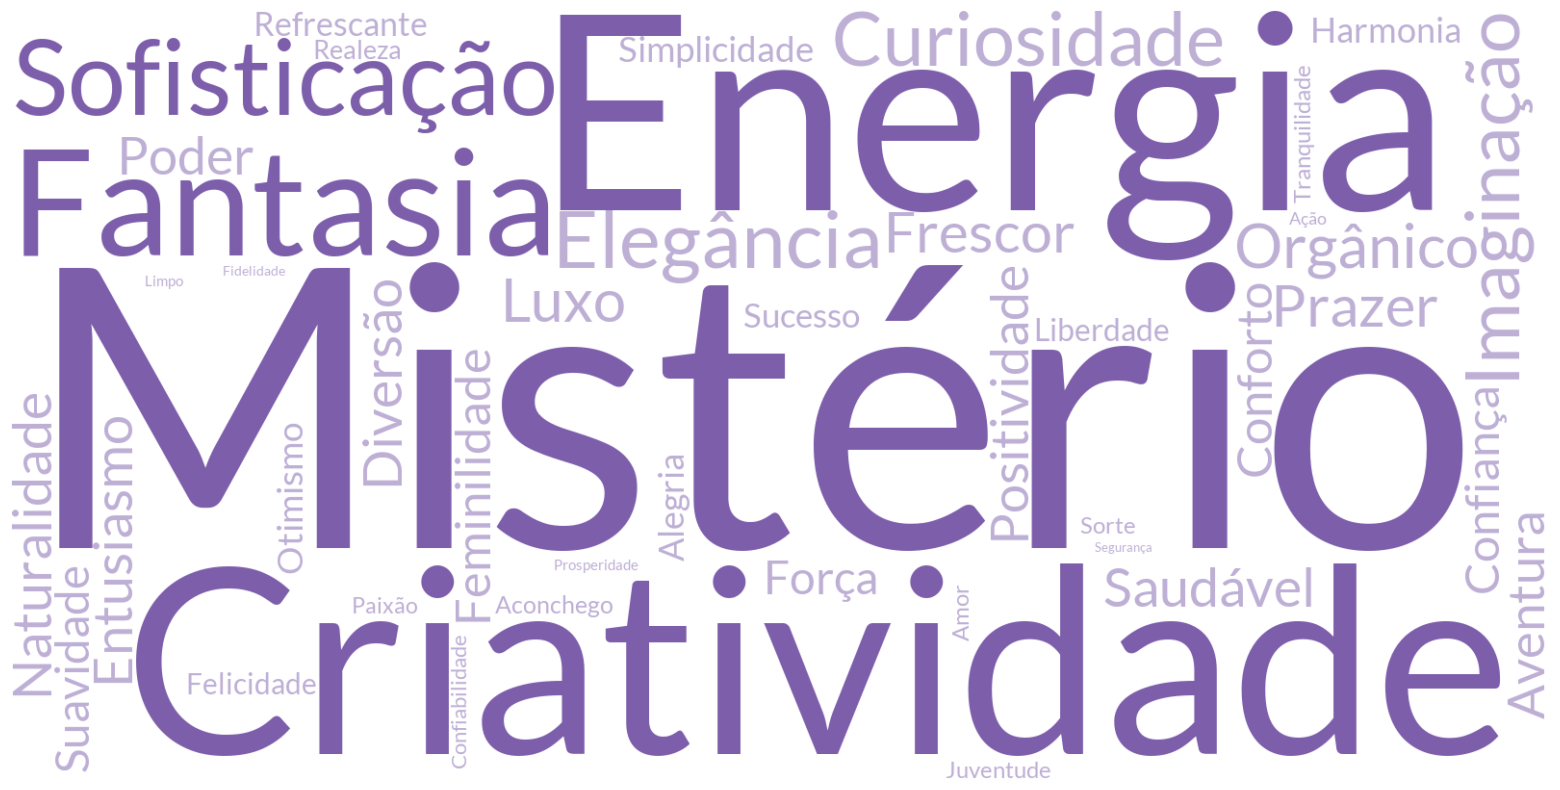 Refrescante
Realeza
Sofisticação
Simplicidade
Curiosidade
Harmonia
Energia
Imaginação
Tranquilidade
Poder
Fantasia
Ação
Elegância
Frescor
Orgânico
Limpo
Fidelidade
Diversão
Luxo
Sucesso
Positividade
Liberdade
Conforto
Prazer
Mistério
Naturalidade
Entusiasmo
Otimismo
Feminilidade
Alegria
Confiança
Sorte
Segurança
Aventura
Prosperidade
Força
Saudável
Suavidade
Paixão
Aconchego
Amor
Criatividade
Felicidade
Confiabilidade
Juventude